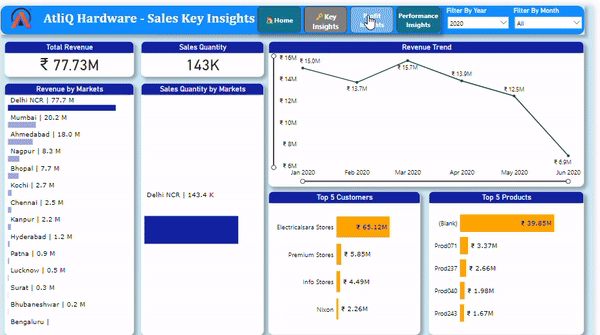 AtliQ Hardware - Sales Key Insights
Home
Key
Insights
Profit
Insights
Performance
Insights
Filter By Year
2020
Filter By Month
All
Total Revenue
₹ 77.73M
Sales Quantity
143K
Revenue by Markets
Delhi NCR | 77.7 M
Mumbai | 20.2 M
Ahmedabad | 18.0 M
Nagpur | 8.3 M
Bhopal | 7.7 M
Kochi | 2.7 M
Chennai | 2.5 M
Kanpur | 2.2 M
Hyderabad | 1.2 M
Patna | 0.9 M
Lucknow | 0.5 M
Surat | 0.3 M
Bhubaneshwar | 0.2 M
Bengaluru |
Sales Quantity by Markets
Delhi NCR | 143.4 K
Revenue Trend
₹ 16M
₹ 14M
₹ 12M
₹ 10M
₹ 8M
₹ 6M
₹ 15.0M
₹ 13.7M
₹ 15.7M
₹ 13.9M
₹ 12.5M
₹ 6.9M
Jan 2020
Feb 2020
Mar 2020
Apr 2020
May 2020
Jun 2020
Top 5 Customers
Electricalsara Stores
₹ 65.12M
Premium Stores
₹ 5.85M
Info Stores
₹ 4.49M
Nixon
₹ 2.26M
Top 5 Products
(Blank)
₹ 39.85M
Prod071
₹ 3.37M
Prod237
₹ 2.66M
Prod040
₹ 1.98M
Prod243
₹ 1.67M